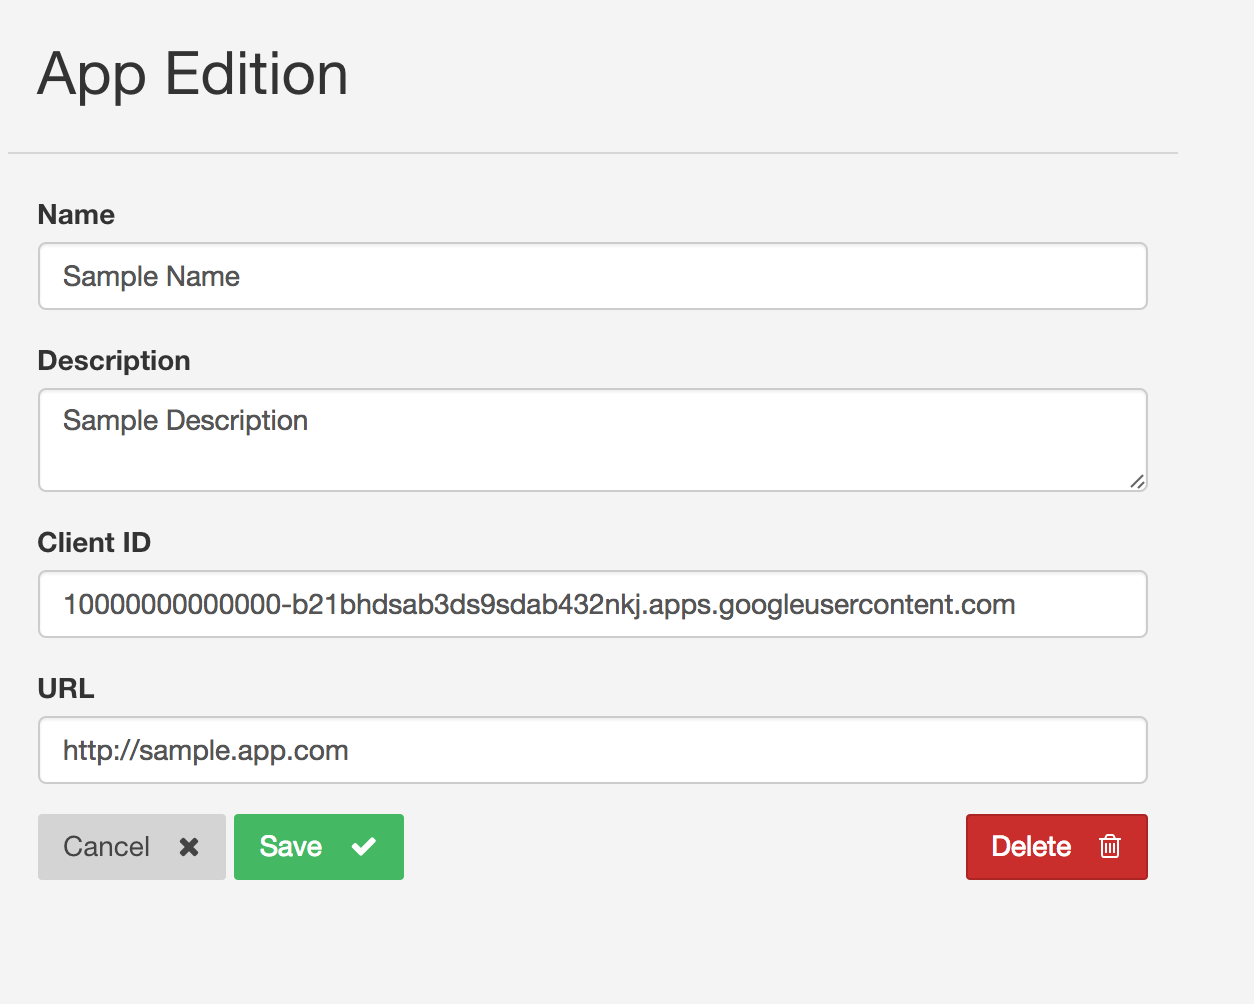 App Edition
Name
Sample Name
Description
Sample Description
Client ID
10000000000000-b21bhdsab3ds9sdab432nkj.apps.googleusercontent.com
URL
http://sample.app.com
Cancel Save Delete